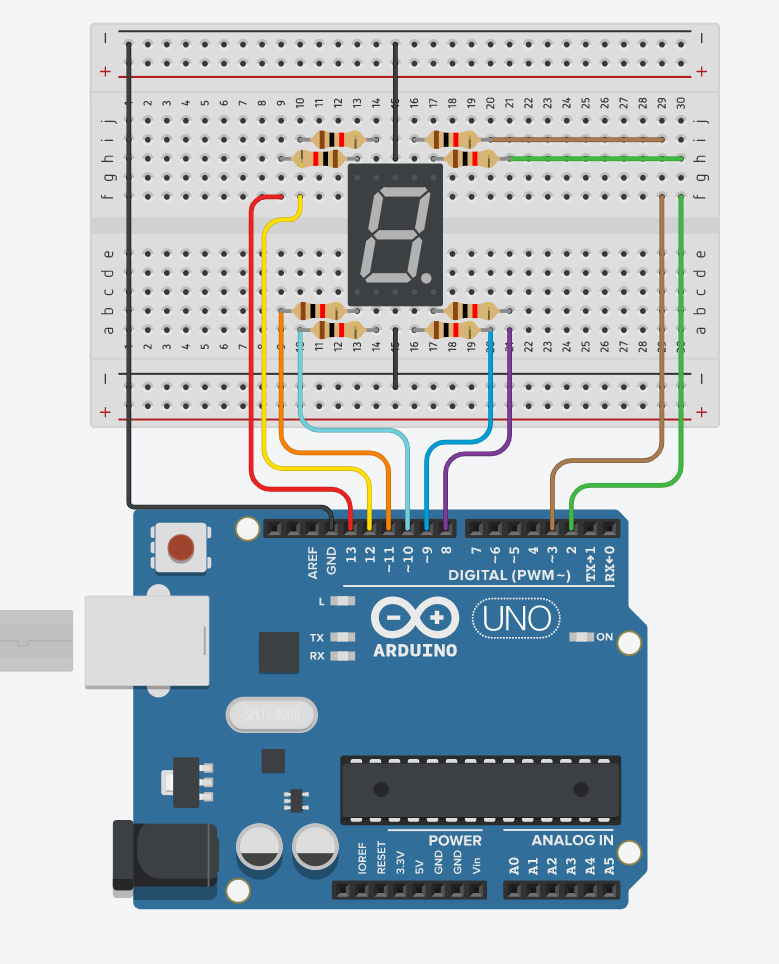 − −
+ +
1 2 3 4 5 6 7 8 9 10 11 12 13 14 15 16 17 18 19 20 21 22 23 24 25 26 27 28 29 30
j j
i i
h h
g g
f f
e e
d d
c c
b b
a a
1 2 3 4 5 6 7 8 9 10 11 12 13 14 15 16 17 18 19 20 21 22 23 24 25 26 27 28 29 30
− −
+ +
AREF GND 13 12 ~11 ~10 ~9 8 7 ~6 ~5 4 ~3 2 TX→1 RX←0
DIGITAL (PWM~)
L
TX
RX
UNO
ON
ARDUINO
SPK16.000G
POWER
ANALOG IN
IOREF RESET 3.3V 5V GND GND Vin A0 A1 A2 A3 A4 A5